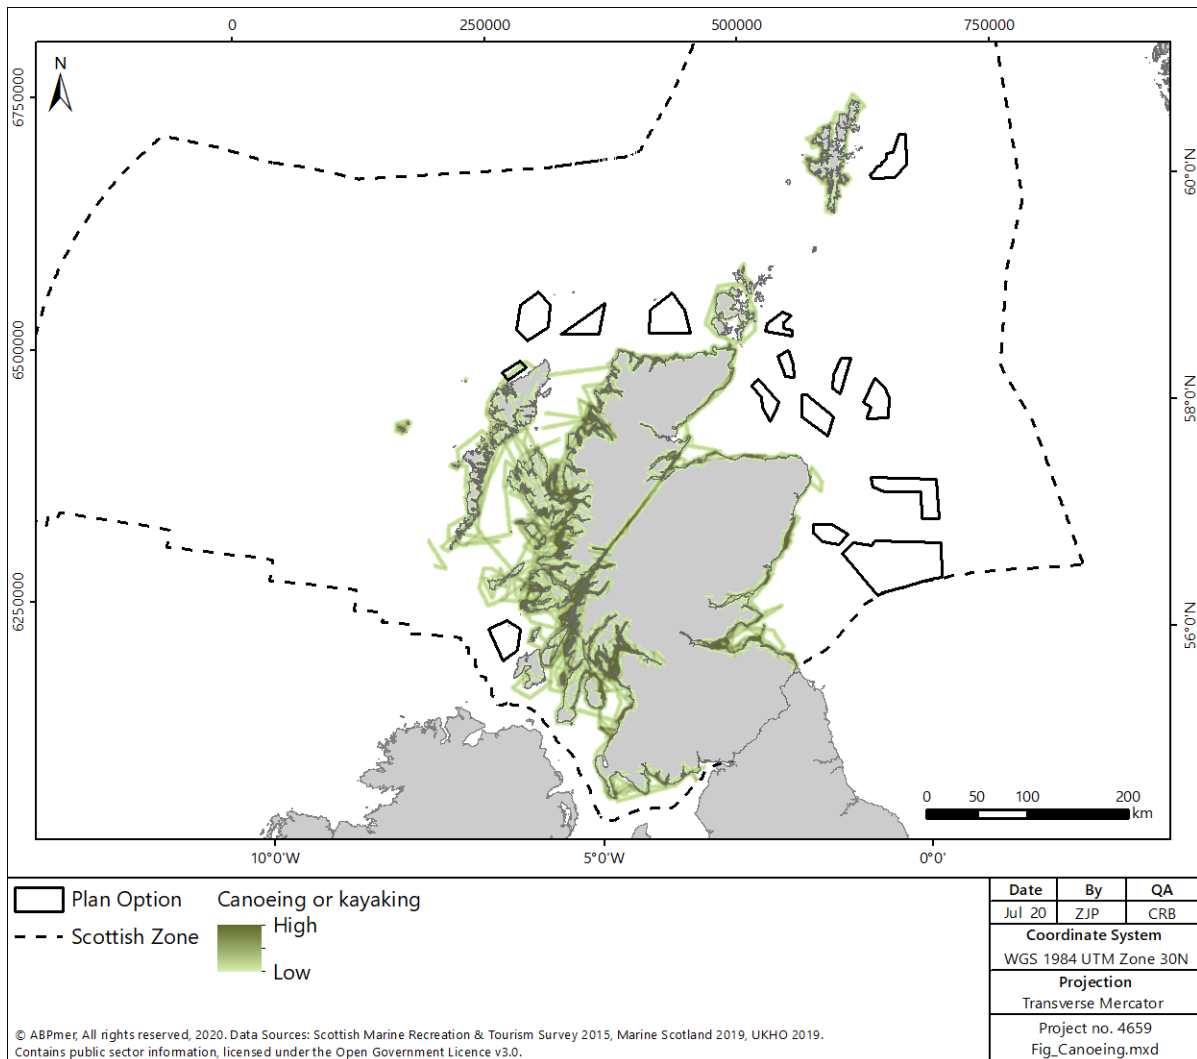 0 250000 500000 750000
N
6750000
6500000
6250000
60°0'N
58°0'N
56°0'N
0 50 100 200
km
10°0'W 5°0'W 0°0'
Plan Option
Scottish Zone
Canoeing or kayaking
High
Low
Date By QA
Jul 20 ZJP CRB
Coordinate System
WGS 1984 UTM Zone 30N
Projection
Transverse Mercator
Project no. 4659
Fig_Canoeing.mxd
© ABPmer, All rights reserved, 2020. Data Sources: Scottish Marine Recreation & Tourism Survey 2015, Marine Scotland 2019, UKHO 2019.
Contains public sector information, licensed under the Open Government Licence v3.0.